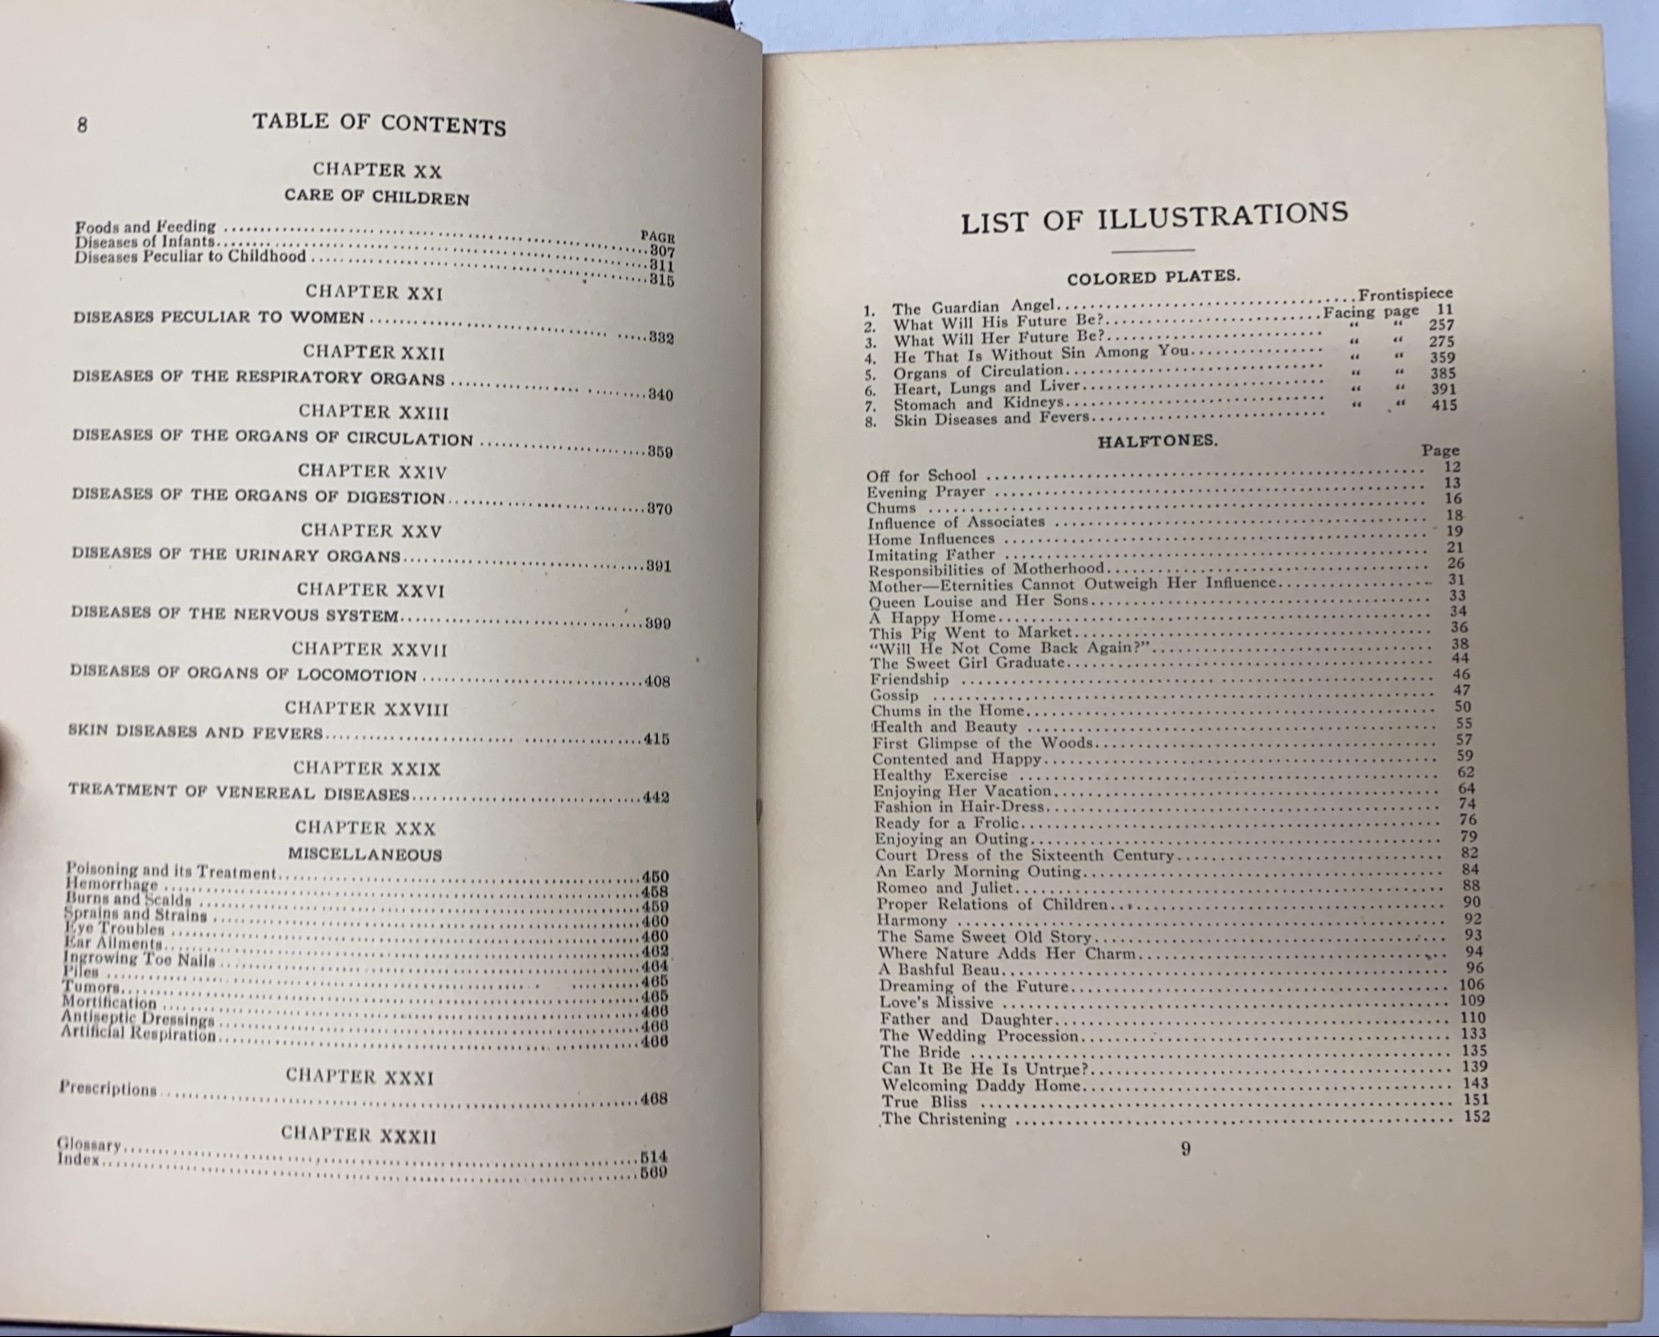 8 TABLE OF CONTENTS
CHAPTER XX
CARE OF CHILDREN
PAGE
Foods and Feeding ........ 307
Diseases of Infants ........ 311
Diseases Peculiar to Childhood ........ 315
CHAPTER XXI
DISEASES PECULIAR TO WOMEN ........ 332
CHAPTER XXII
DISEASES OF THE RESPIRATORY ORGANS ........ 340
CHAPTER XXIII
DISEASES OF THE ORGANS OF CIRCULATION ........ 359
CHAPTER XXIV
DISEASES OF THE ORGANS OF DIGESTION ........ 370
CHAPTER XXV
DISEASES OF THE URINARY ORGANS ........ 391
CHAPTER XXVI
DISEASES OF THE NERVOUS SYSTEM ........ 399
CHAPTER XXVII
DISEASES OF ORGANS OF LOCOMOTION ........ 408
CHAPTER XXVIII
SKIN DISEASES AND FEVERS ........ 415
CHAPTER XXIX
TREATMENT OF VENEREAL DISEASES ........ 442
CHAPTER XXX
MISCELLANEOUS
Poisoning and its Treatment ........ 450
Hemorrhage ........ 458
Burns and Scalds ........ 459
Sprains and Strains ........ 460
Eye Troubles ........ 460
Ear Ailments ........ 462
Ingrowing Toe Nails ........ 464
Piles ........ 465
Tumors ........ 465
Mortification ........ 466
Antiseptic Dressings ........ 466
Artificial Respiration ........ 466
CHAPTER XXXI
Prescriptions ........ 468
CHAPTER XXXII
Glossary ........ 514
Index ........ 569
LIST OF ILLUSTRATIONS
COLORED PLATES.
1. The Guardian Angel ........ Frontispiece
2. What Will His Future Be? ........ Facing page 11
3. What Will Her Future Be? ........ “ “ 257
4. He That Is Without Sin Among You ........ “ “ 275
5. Organs of Circulation ........ “ “ 359
6. Heart, Lungs and Liver ........ “ “ 385
7. Stomach and Kidneys ........ “ “ 391
8. Skin Diseases and Fevers ........ “ “ 415
HALFTONES.
Page
Off for School ........ 12
Evening Prayer ........ 13
Chums ........ 16
Influence of Associates ........ 18
Home Influences ........ 19
Imitating Father ........ 21
Responsibilities of Motherhood ........ 26
Mother—Eternities Cannot Outweigh Her Influence ........ 31
Queen Louise and Her Sons ........ 33
A Happy Home ........ 34
This Pig Went to Market ........ 36
“Will He Not Come Back Again?” ........ 38
The Sweet Girl Graduate ........ 44
Friendship ........ 46
Gossip ........ 47
Chums in the Home ........ 50
Health and Beauty ........ 55
First Glimpse of the Woods ........ 57
Contented and Happy ........ 59
Healthy Exercise ........ 62
Enjoying Her Vacation ........ 64
Fashion in Hair-Dress ........ 74
Ready for a Frolic ........ 76
Enjoying an Outing ........ 79
Court Dress of the Sixteenth Century ........ 82
An Early Morning Outing ........ 84
Romeo and Juliet ........ 88
Proper Relations of Children ........ 90
Harmony ........ 92
The Same Sweet Old Story ........ 93
Where Nature Adds Her Charm ........ 94
A Bashful Beau ........ 96
Dreaming of the Future ........ 106
Love's Missive ........ 109
Father and Daughter ........ 110
The Wedding Procession ........ 133
The Bride ........ 135
Can It Be He Is Untrue? ........ 139
Welcoming Daddy Home ........ 143
True Bliss ........ 151
The Christening ........ 152
9